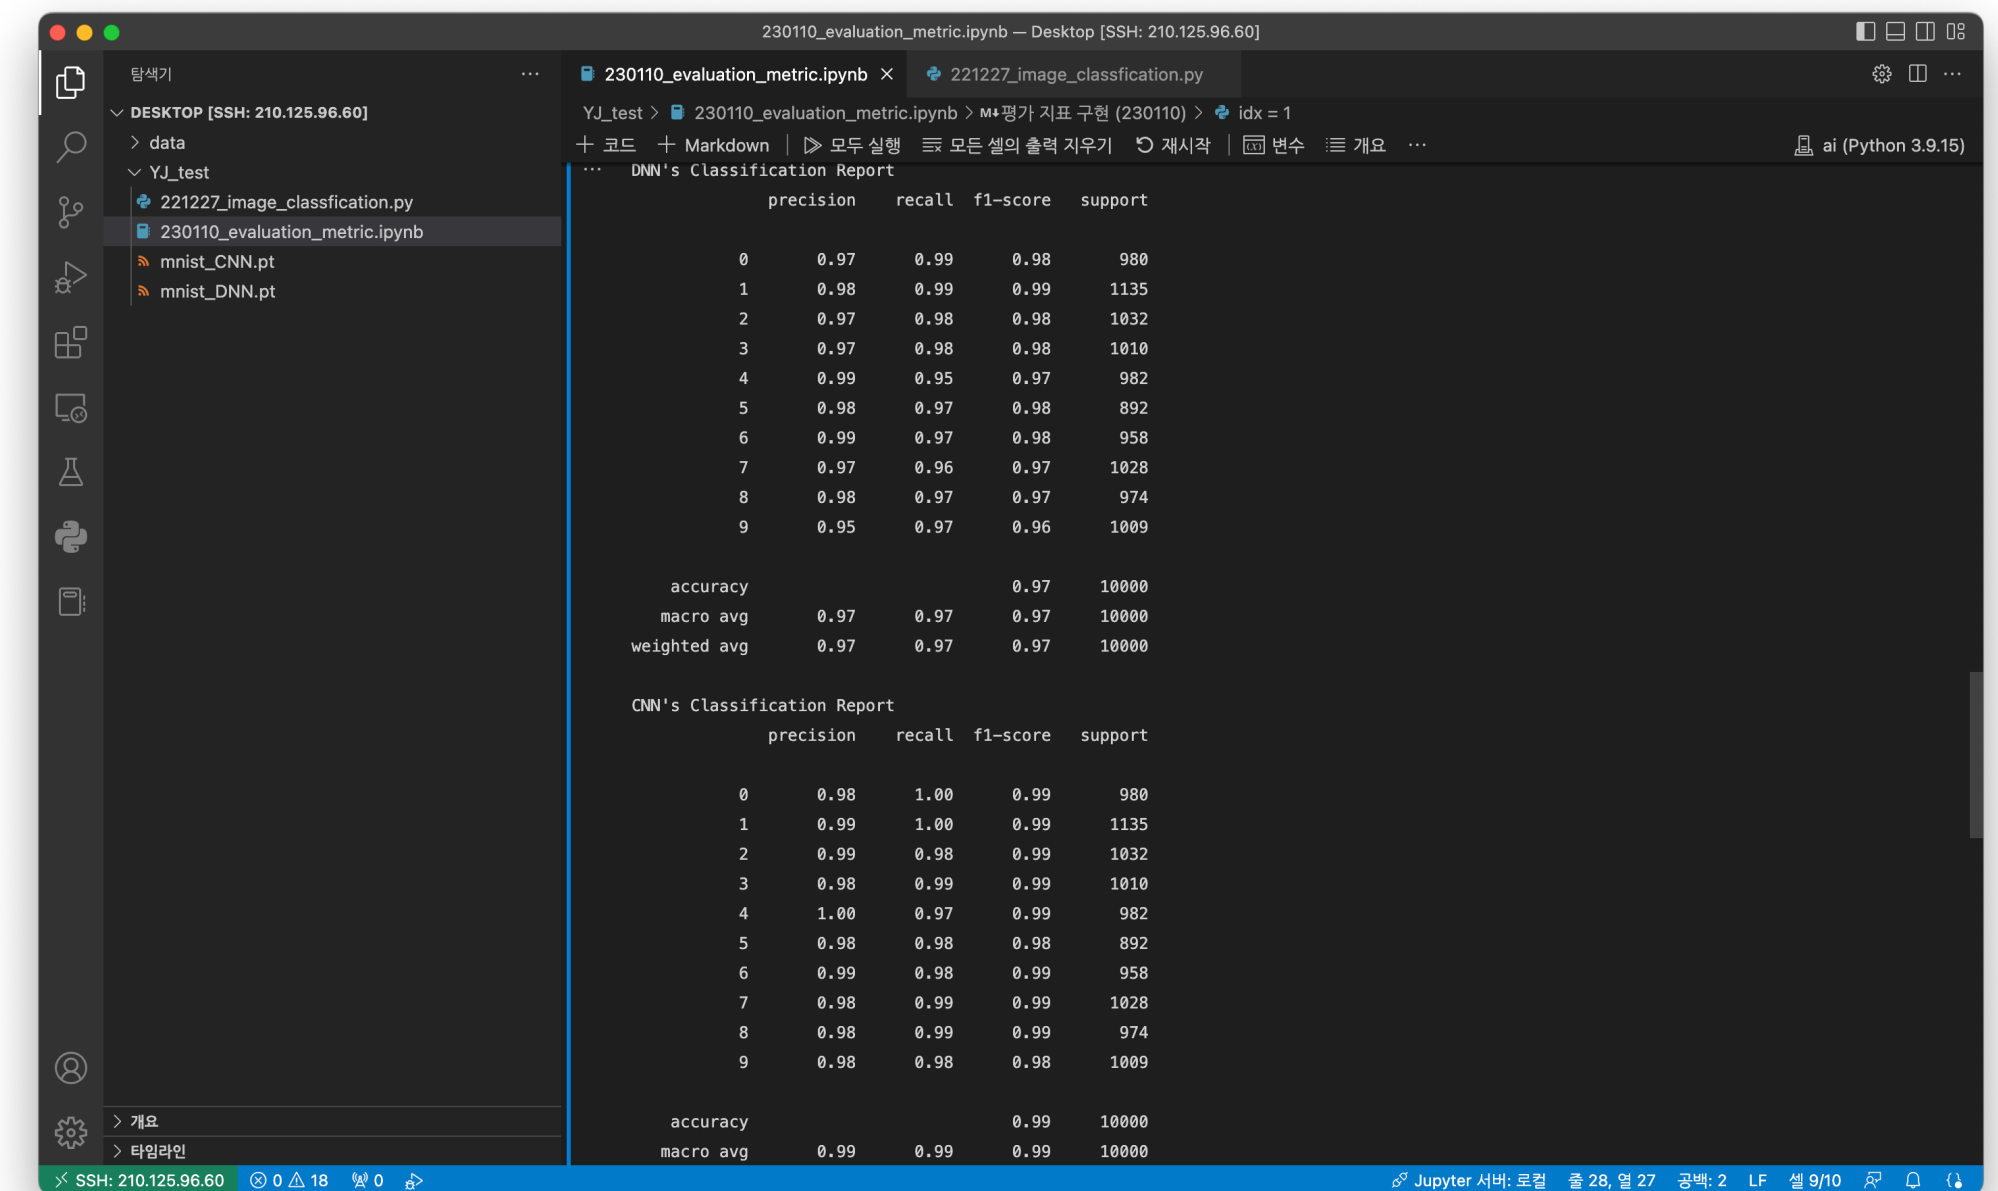 230110_evaluation_metric.ipynb — Desktop [SSH: 210.125.96.60]
탐색기
DESKTOP [SSH: 210.125.96.60]
data
YJ_test
221227_image_classfication.py
230110_evaluation_metric.ipynb
mnist_CNN.pt
mnist_DNN.pt
개요
타임라인
230110_evaluation_metric.ipynb 221227_image_classfication.py
YJ_test > 230110_evaluation_metric.ipynb > M↓평가 지표 구현 (230110) > idx = 1
+ 코드 + Markdown 모두 실행 모든 셀의 출력 지우기 재시작 변수 개요 ··· ai (Python 3.9.15)
DNN's Classification Report
precision recall f1-score support
0 0.97 0.99 0.98 980
1 0.98 0.99 0.99 1135
2 0.97 0.98 0.98 1032
3 0.97 0.98 0.98 1010
4 0.99 0.95 0.97 982
5 0.98 0.97 0.98 892
6 0.99 0.97 0.98 958
7 0.97 0.96 0.97 1028
8 0.98 0.97 0.97 974
9 0.95 0.97 0.96 1009
accuracy 0.97 10000
macro avg 0.97 0.97 0.97 10000
weighted avg 0.97 0.97 0.97 10000
CNN's Classification Report
precision recall f1-score support
0 0.98 1.00 0.99 980
1 0.99 1.00 0.99 1135
2 0.99 0.98 0.99 1032
3 0.98 0.99 0.99 1010
4 1.00 0.97 0.99 982
5 0.98 0.98 0.98 892
6 0.99 0.98 0.99 958
7 0.98 0.99 0.99 1028
8 0.98 0.99 0.99 974
9 0.98 0.98 0.98 1009
accuracy 0.99 10000
macro avg 0.99 0.99 0.99 10000
SSH: 210.125.96.60 0 18 0 Jupyter 서버: 로컬 줄 28, 열 27 공백: 2 LF 셀 9/10